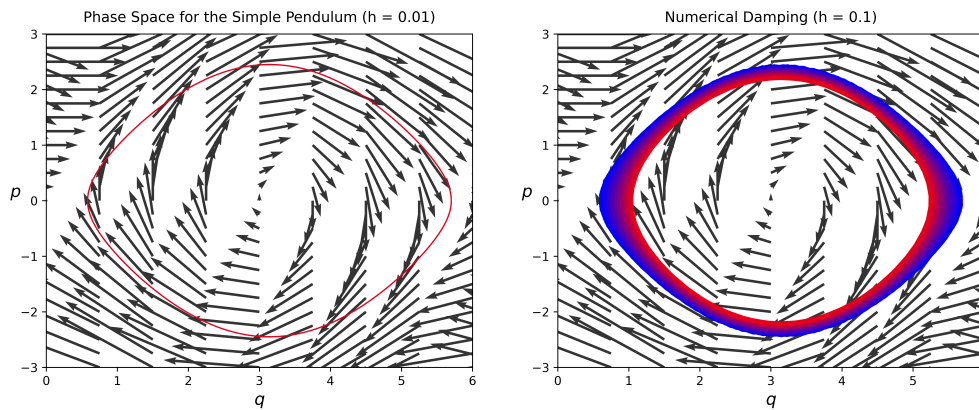 Phase Space for the Simple Pendulum (h = 0.01)
3
2
1
0
−1
−2
−3
p
0 1 2 3 4 5 6
q
Numerical Damping (h = 0.1)
3
2
1
0
−1
−2
−3
p
0 1 2 3 4 5
q